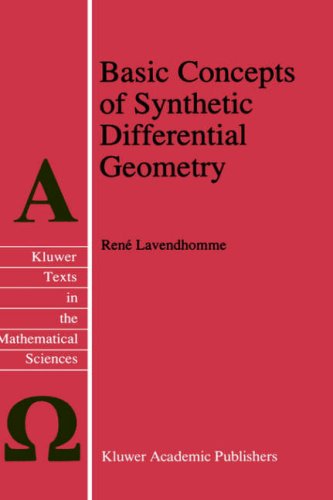 Basic Concepts
of Synthetic
Differential
Geometry
René Lavendhomme
A
Kluwer
Texts
in
the
Mathematical
Sciences
Ω
Kluwer Academic Publishers